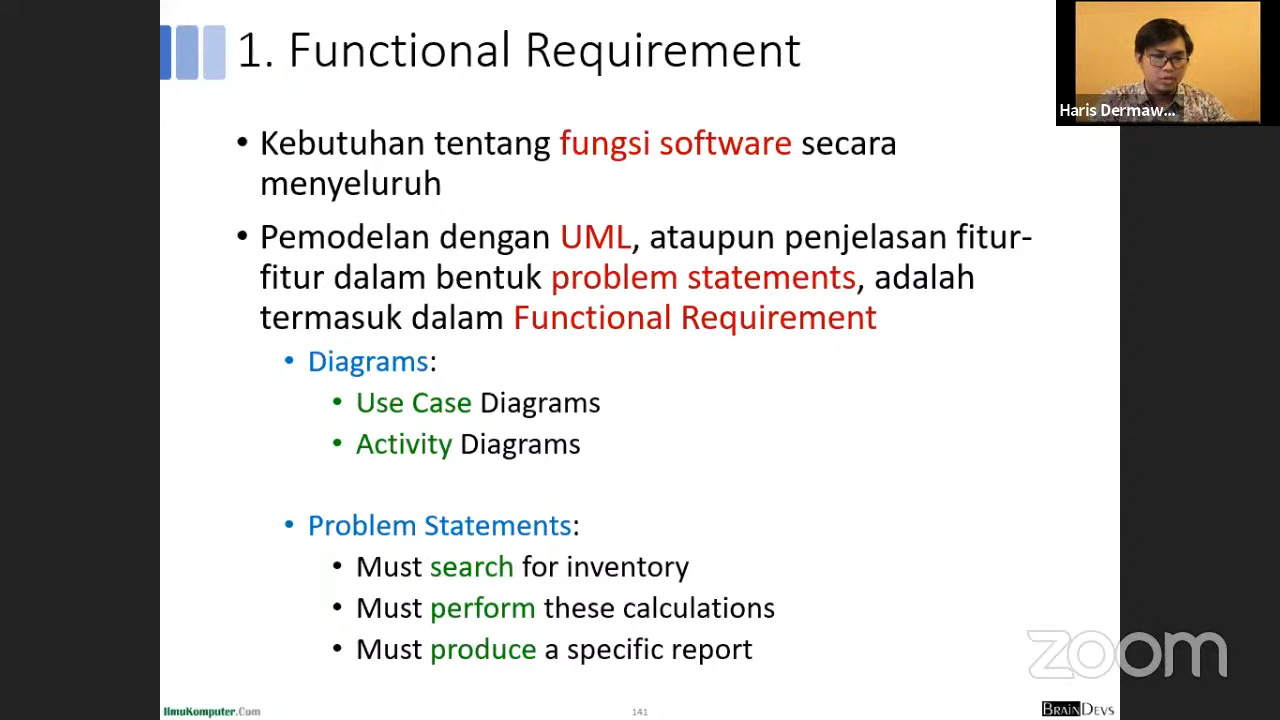 1. Functional Requirement
Haris Dermaw...
• Kebutuhan tentang fungsi software secara
menyeluruh
• Pemodelan dengan UML, ataupun penjelasan fitur-
fitur dalam bentuk problem statements, adalah
termasuk dalam Functional Requirement
• Diagrams:
• Use Case Diagrams
• Activity Diagrams
• Problem Statements:
• Must search for inventory
• Must perform these calculations
• Must produce a specific report
zoom
IlmuKomputer.Com
141
BRAINDEVS